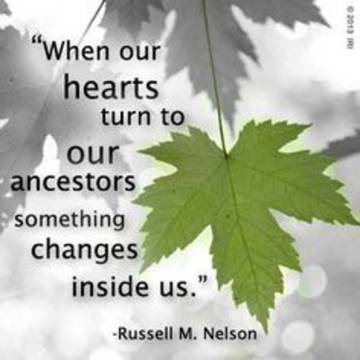 “When our
hearts
turn to
our
ancestors
something
changes
inside us.”
-Russell M. Nelson